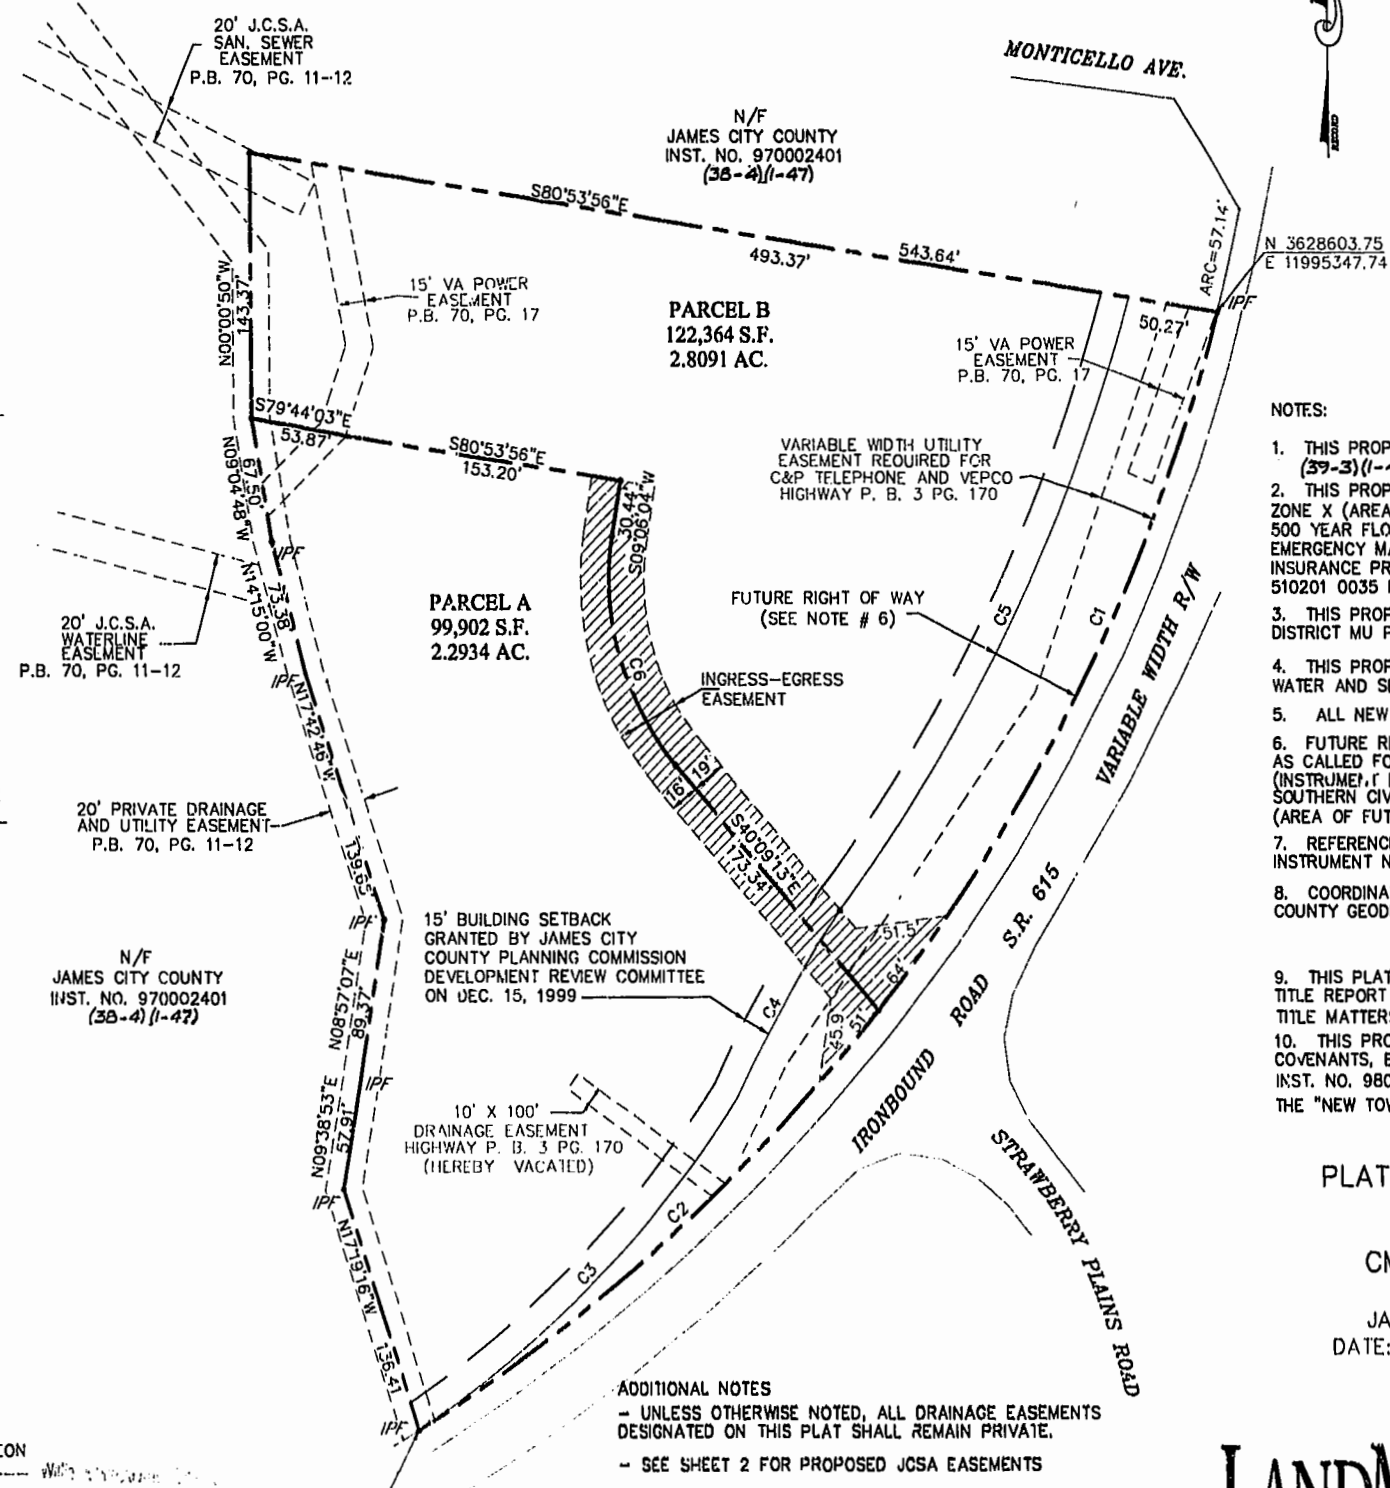 20' J.C.S.A.
SAN. SEWER
EASEMENT
P.B. 70, PG. 11-12
MONTICELLO AVE.
N/F
JAMES CITY COUNTY
INST. NO. 970002401
(38-4)(1-47)
S80°53'56"E
493.37'
543.64'
ARC=57.14'
N 3628603.75
E 11995347.74
IPF
50.27'
N00°00'50"W
143.37'
15' VA POWER
EASEMENT
P.B. 70, PG. 17
PARCEL B
122,364 S.F.
2.8091 AC.
15' VA POWER
EASEMENT
P.B. 70, PG. 17
S79°44'03"E
53.87'
S80°53'56"E
153.20'
30.44'
S09°06'04"W
VARIABLE WIDTH UTILITY
EASEMENT REQUIRED FOR
C&P TELEPHONE AND VEPCO
HIGHWAY P. B. 3 PG. 170
N09°04'48"W
67.50'
IPF
N14°15'00"W
73.38'
IPF
20' J.C.S.A.
WATERLINE
EASEMENT
P.B. 70, PG. 11-12
PARCEL A
99,902 S.F.
2.2934 AC.
FUTURE RIGHT OF WAY
(SEE NOTE # 6)
C5
C1
VARIABLE WIDTH R/W
C6
INGRESS-EGRESS
EASEMENT
N17°42'46"W
139.65'
20' PRIVATE DRAINAGE
AND UTILITY EASEMENT
P.B. 70, PG. 11-12
16'
19'
S40°09'13"E
173.34'
IPF
15' BUILDING SETBACK
GRANTED BY JAMES CITY
COUNTY PLANNING COMMISSION
DEVELOPMENT REVIEW COMMITTEE
ON DEC. 15, 1999
51.5'
64'
51'
45.9
C4
N/F
JAMES CITY COUNTY
INST. NO. 970002401
(38-4)(1-47)
N08°57'07"E
89.37'
IPF
N09°38'53"E
57.91'
IPF
10' X 100'
DRAINAGE EASEMENT
HIGHWAY P. B. 3 PG. 170
(HEREBY VACATED)
C2
C3
IRONBOUND ROAD S.R. 615
STRAWBERRY PLAINS ROAD
N17°19'16"W
136.41
IPF
ADDITIONAL NOTES
- UNLESS OTHERWISE NOTED, ALL DRAINAGE EASEMENTS
DESIGNATED ON THIS PLAT SHALL REMAIN PRIVATE.
- SEE SHEET 2 FOR PROPOSED JCSA EASEMENTS
NOTES:
1. THIS PROP
(39-3)(1-
2. THIS PROP
ZONE X (AREA
500 YEAR FLO
EMERGENCY MA
INSURANCE PR
510201 0035
3. THIS PROP
DISTRICT MU P
4. THIS PROP
WATER AND SE
5. ALL NEW
6. FUTURE RI
AS CALLED FO
(INSTRUMENT
SOUTHERN CIV
(AREA OF FUT
7. REFERENCE
INSTRUMENT N
8. COORDINA
COUNTY GEOD
9. THIS PLAT
TITLE REPORT
TITLE MATTERS
10. THIS PRO
COVENANTS, E
INST. NO. 980
THE "NEW TOW
PLAT
CM
JA
DATE:
LANDM
ION